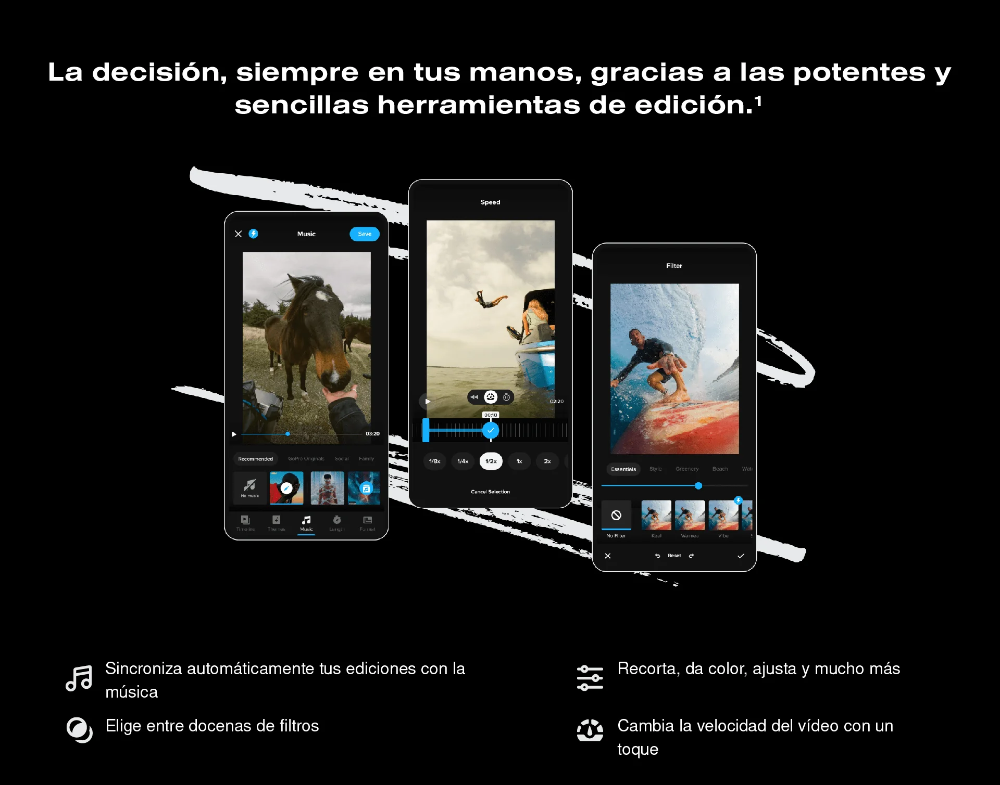 La decisión, siempre en tus manos, gracias a las potentes y
sencillas herramientas de edición.¹
Music
Save
03:20
Recommended
GoPro Originals
Social
Family
No music
Timeline
Themes
Music
Length
Format
Speed
02:20
00:10
1/8x
1/4x
1/2x
1x
2x
Cancel Selection
Filter
Essentials
Style
Greenery
Beach
No Filter
Keel
Waimea
Vibe
Reset
Sincroniza automáticamente tus ediciones con la
música
Recorta, da color, ajusta y mucho más
Elige entre docenas de filtros
Cambia la velocidad del vídeo con un
toque